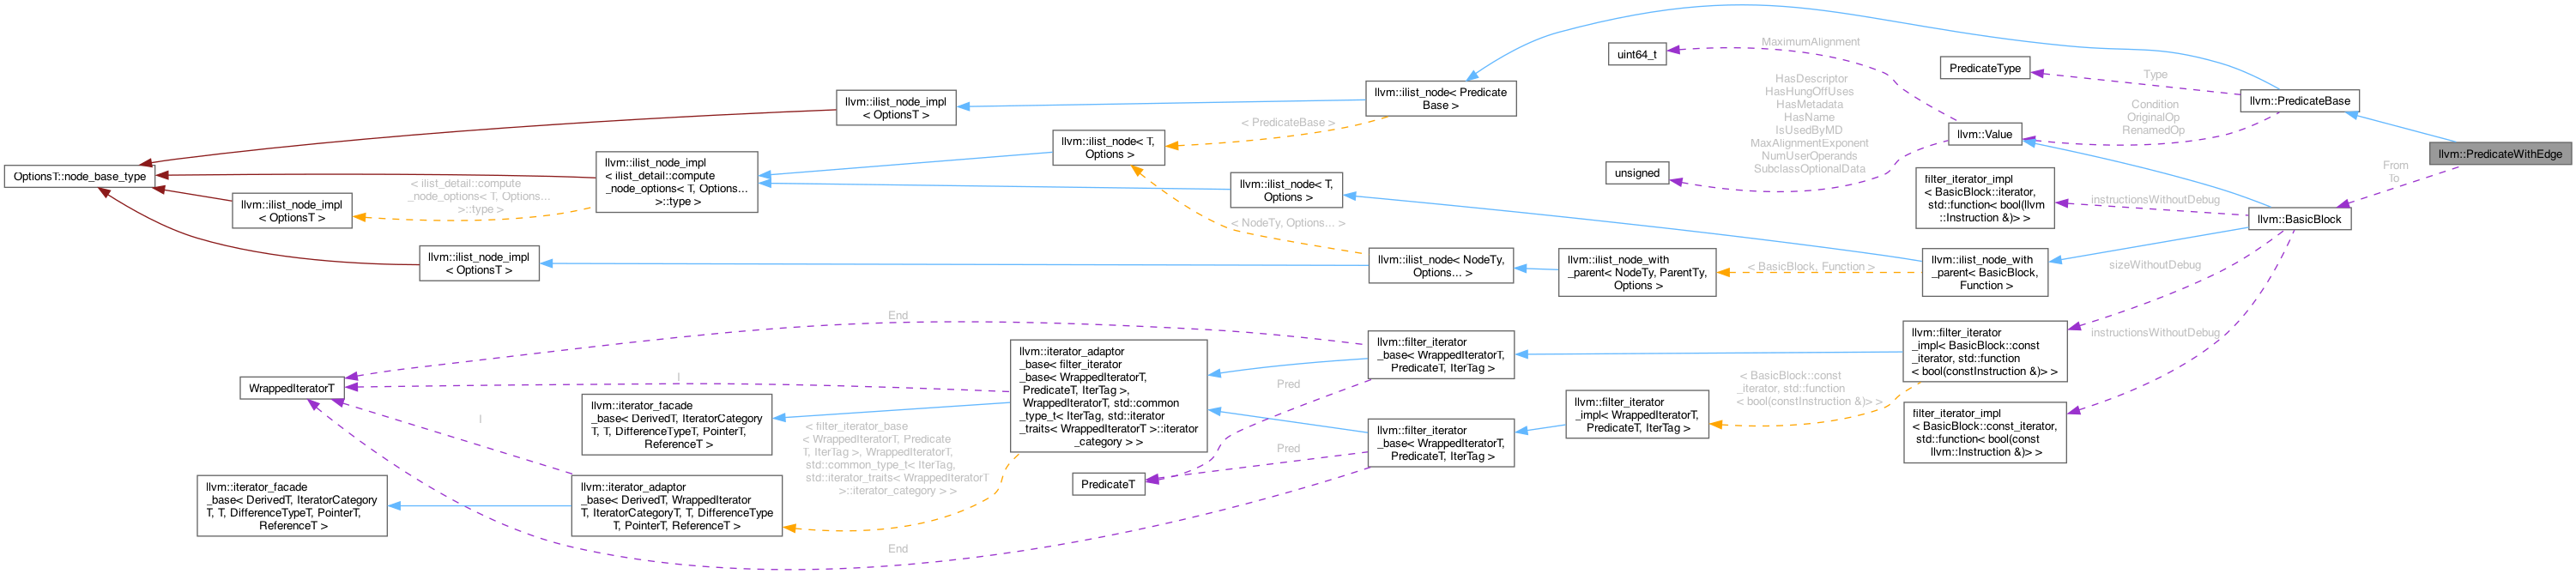 OptionsT::node_base_type
llvm::ilist_node_impl
< OptionsT >
llvm::ilist_node_impl
< OptionsT >
llvm::ilist_node_impl
< OptionsT >
< ilist_detail::compute
_node_options< T, Options...
>::type >
llvm::ilist_node_impl
< ilist_detail::compute
_node_options< T, Options...
>::type >
llvm::ilist_node< T,
Options >
llvm::ilist_node< T,
Options >
< PredicateBase >
< NodeTy, Options... >
llvm::ilist_node< Predicate
Base >
llvm::ilist_node< NodeTy,
Options... >
llvm::ilist_node_with
_parent< NodeTy, ParentTy,
Options >
< BasicBlock, Function >
llvm::ilist_node_with
_parent< BasicBlock,
Function >
uint64_t
MaximumAlignment
HasDescriptor
HasHungOffUses
HasMetadata
HasName
IsUsedByMD
MaxAlignmentExponent
NumUserOperands
SubclassOptionalData
unsigned
llvm::Value
PredicateType
Type
Condition
OriginalOp
RenamedOp
llvm::PredicateBase
llvm::PredicateWithEdge
From
To
filter_iterator_impl
< BasicBlock::iterator,
std::function< bool(llvm
::Instruction &)> >
instructionsWithoutDebug
llvm::BasicBlock
sizeWithoutDebug
instructionsWithoutDebug
WrappedIteratorT
End
I
I
End
llvm::iterator_facade
_base< DerivedT, IteratorCategory
T, T, DifferenceTypeT, PointerT,
ReferenceT >
llvm::iterator_facade
_base< DerivedT, IteratorCategory
T, T, DifferenceTypeT, PointerT,
ReferenceT >
llvm::iterator_adaptor
_base< DerivedT, WrappedIterator
T, IteratorCategoryT, T, DifferenceType
T, PointerT, ReferenceT >
< filter_iterator_base
< WrappedIteratorT, Predicate
T, IterTag >, WrappedIteratorT,
std::common_type_t< IterTag,
std::iterator_traits< WrappedIteratorT
>::iterator_category > >
llvm::iterator_adaptor
_base< filter_iterator
_base< WrappedIteratorT,
PredicateT, IterTag >,
WrappedIteratorT, std::common
_type_t< IterTag, std::iterator
_traits< WrappedIteratorT >::iterator
_category > >
PredicateT
Pred
Pred
llvm::filter_iterator
_base< WrappedIteratorT,
PredicateT, IterTag >
llvm::filter_iterator
_base< WrappedIteratorT,
PredicateT, IterTag >
llvm::filter_iterator
_impl< WrappedIteratorT,
PredicateT, IterTag >
< BasicBlock::const
_iterator, std::function
< bool(constInstruction &)> >
llvm::filter_iterator
_impl< BasicBlock::const
_iterator, std::function
< bool(constInstruction &)> >
filter_iterator_impl
< BasicBlock::const_iterator,
std::function< bool(const
llvm::Instruction &)> >